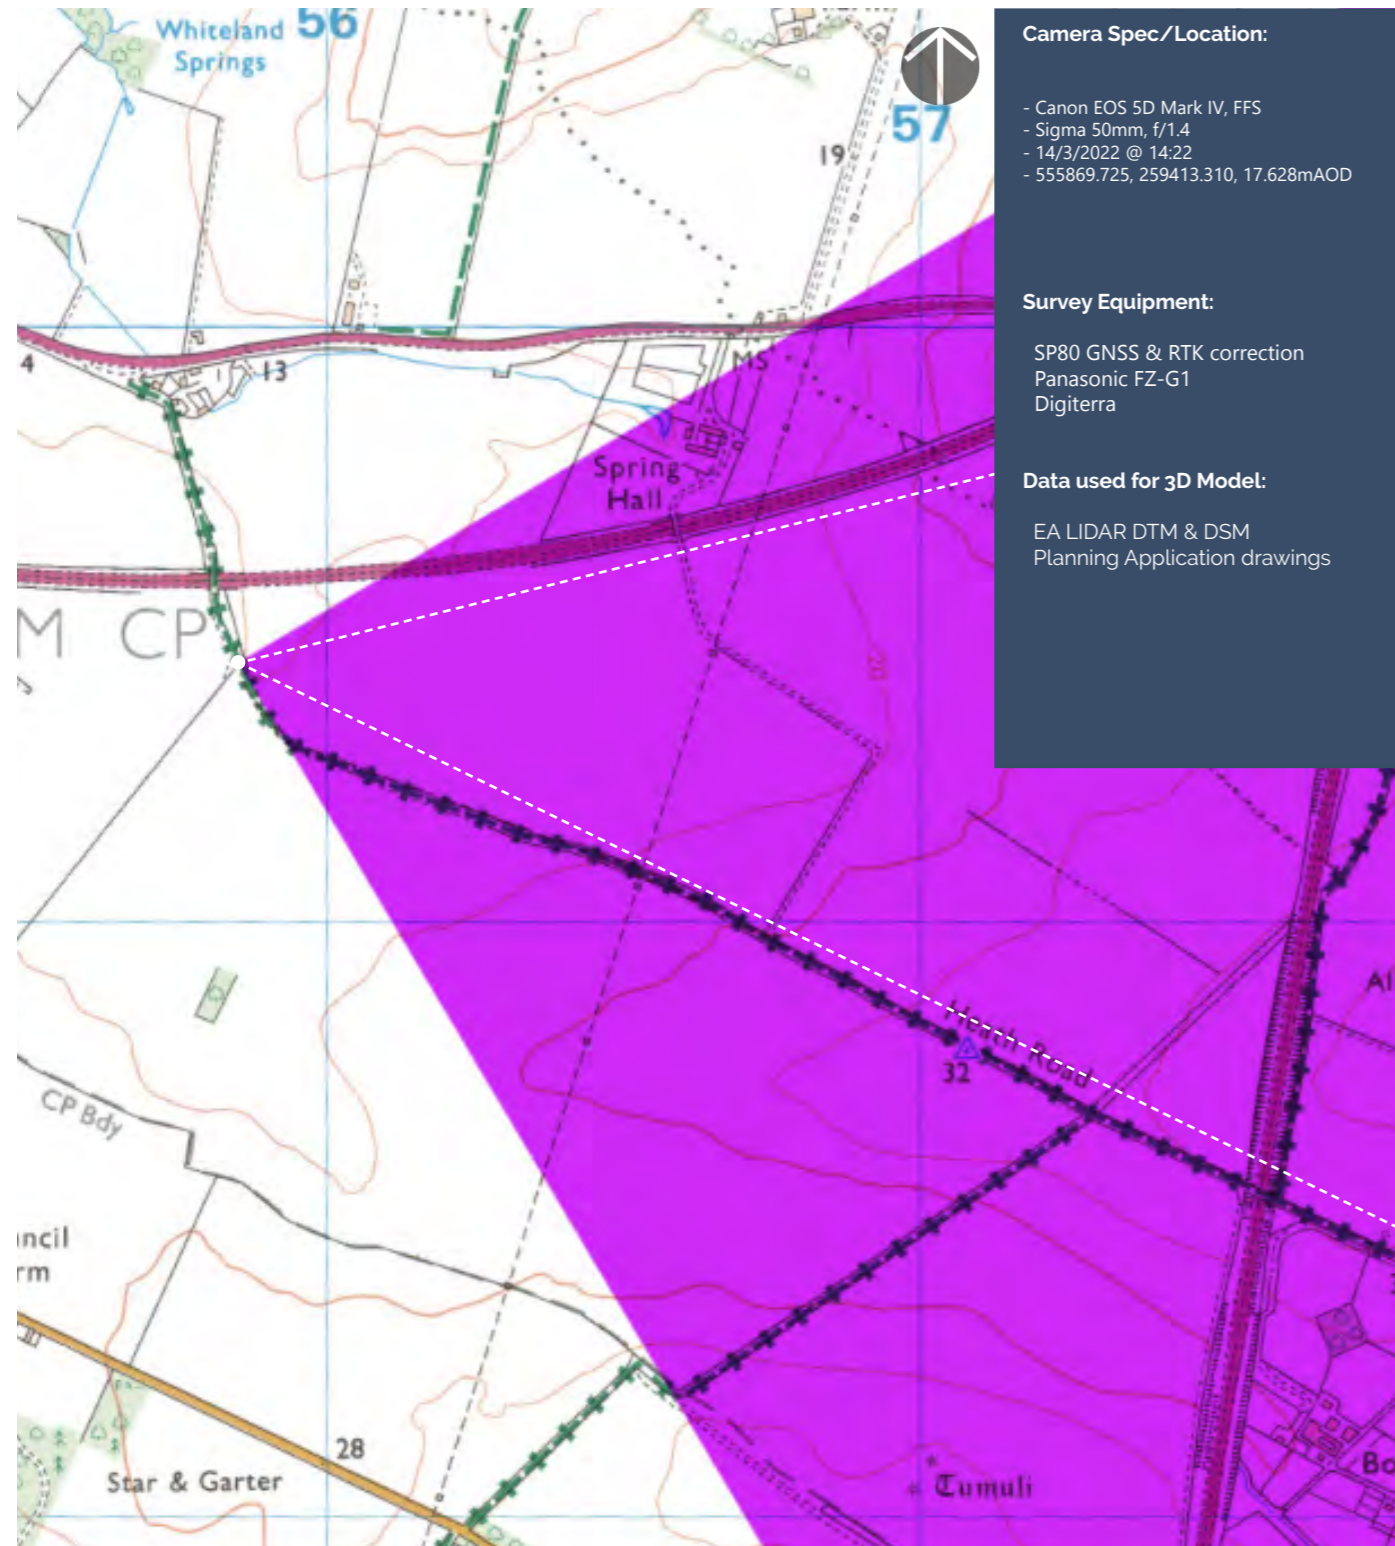 Whiteland 56
Springs
57
19
4
13
MS
Spring
Hall
M CP
20
Heath Road
32
CP Bdy
28
Star & Garter
Tumuli
Camera Spec/Location:
- Canon EOS 5D Mark IV, FFS
- Sigma 50mm, f/1.4
- 14/3/2022 @ 14:22
- 555869.725, 259413.310, 17.628mAOD
Survey Equipment:
SP80 GNSS & RTK correction
Panasonic FZ-G1
Digiterra
Data used for 3D Model:
EA LIDAR DTM & DSM
Planning Application drawings